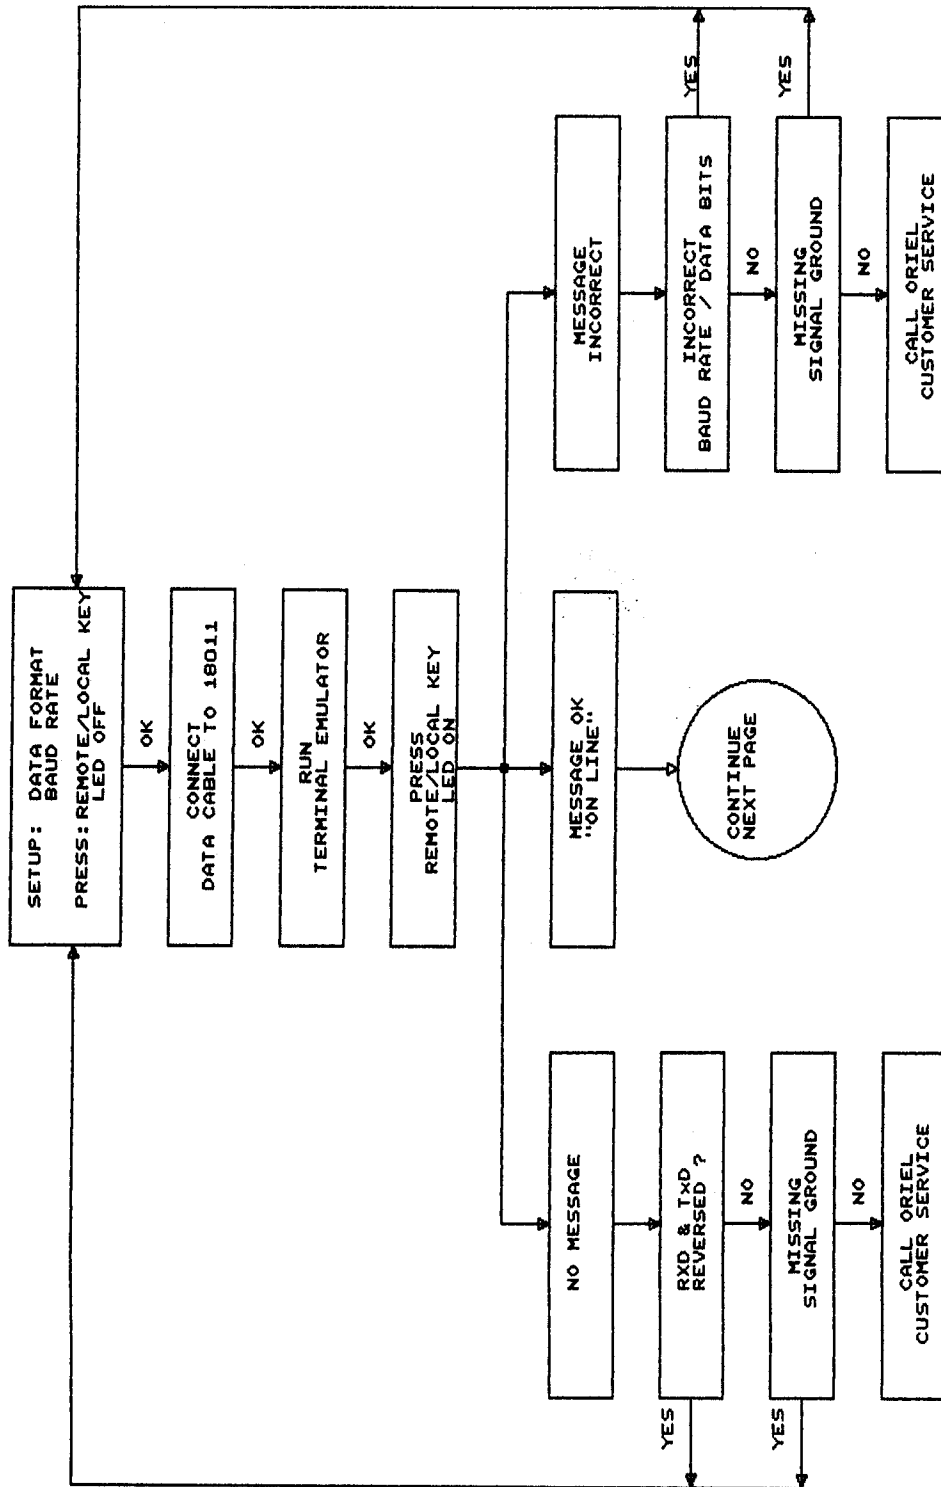 SETUP: DATA FORMAT
BAUD RATE
PRESS: REMOTE/LOCAL KEY
LED OFF
OK
CONNECT
DATA CABLE TO 18011
OK
RUN
TERMINAL EMULATOR
OK
PRESS
REMOTE/LOCAL KEY
LED ON
NO MESSAGE
RXD & TxD
REVERSED ?
YES
NO
MISSING
SIGNAL GROUND
YES
NO
CALL ORIEL
CUSTOMER SERVICE
MESSAGE OK
"ON LINE"
CONTINUE
NEXT PAGE
MESSAGE
INCORRECT
INCORRECT
BAUD RATE / DATA BITS
YES
NO
MISSING
SIGNAL GROUND
YES
NO
CALL ORIEL
CUSTOMER SERVICE